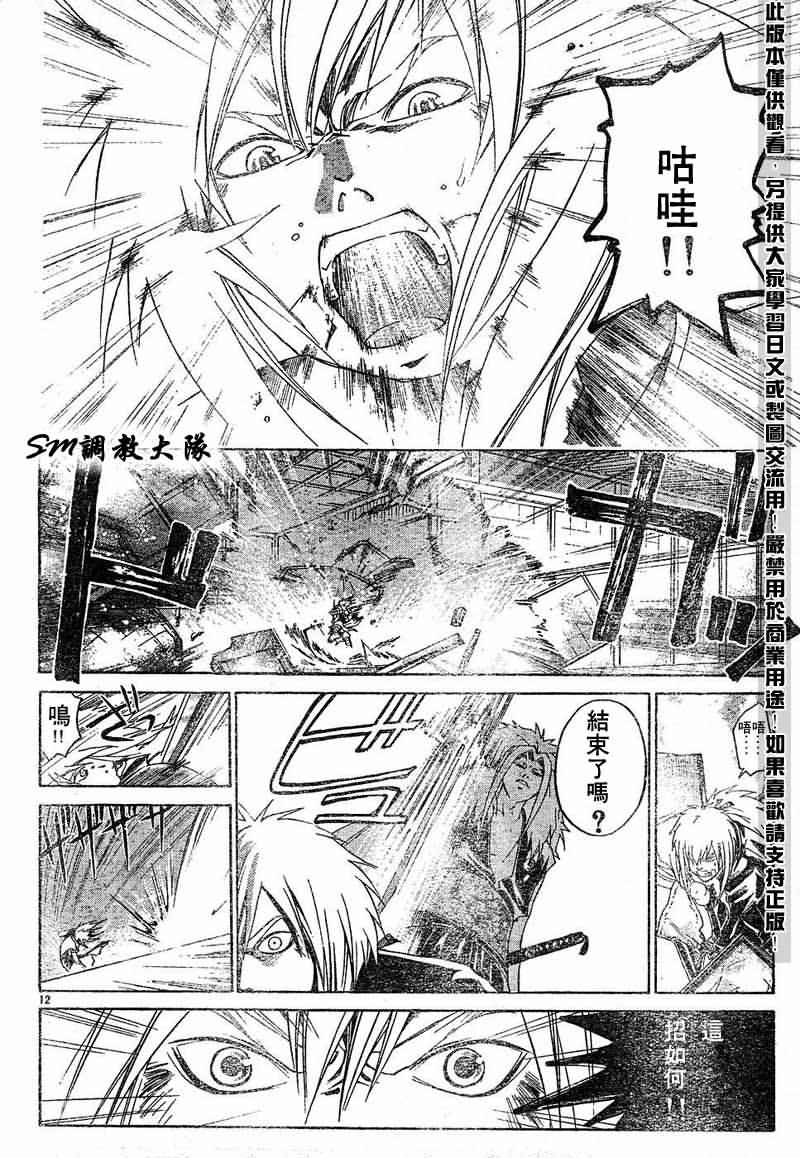 咕哇!!
此版本僅供觀看，另提供大家學習日文或製圖交流用！嚴禁用於商業用途！如果喜歡請支持正版！
SM調教大隊
ドガ
唔唔……
結束了嗎？
嗚!!
12
這招如何!!